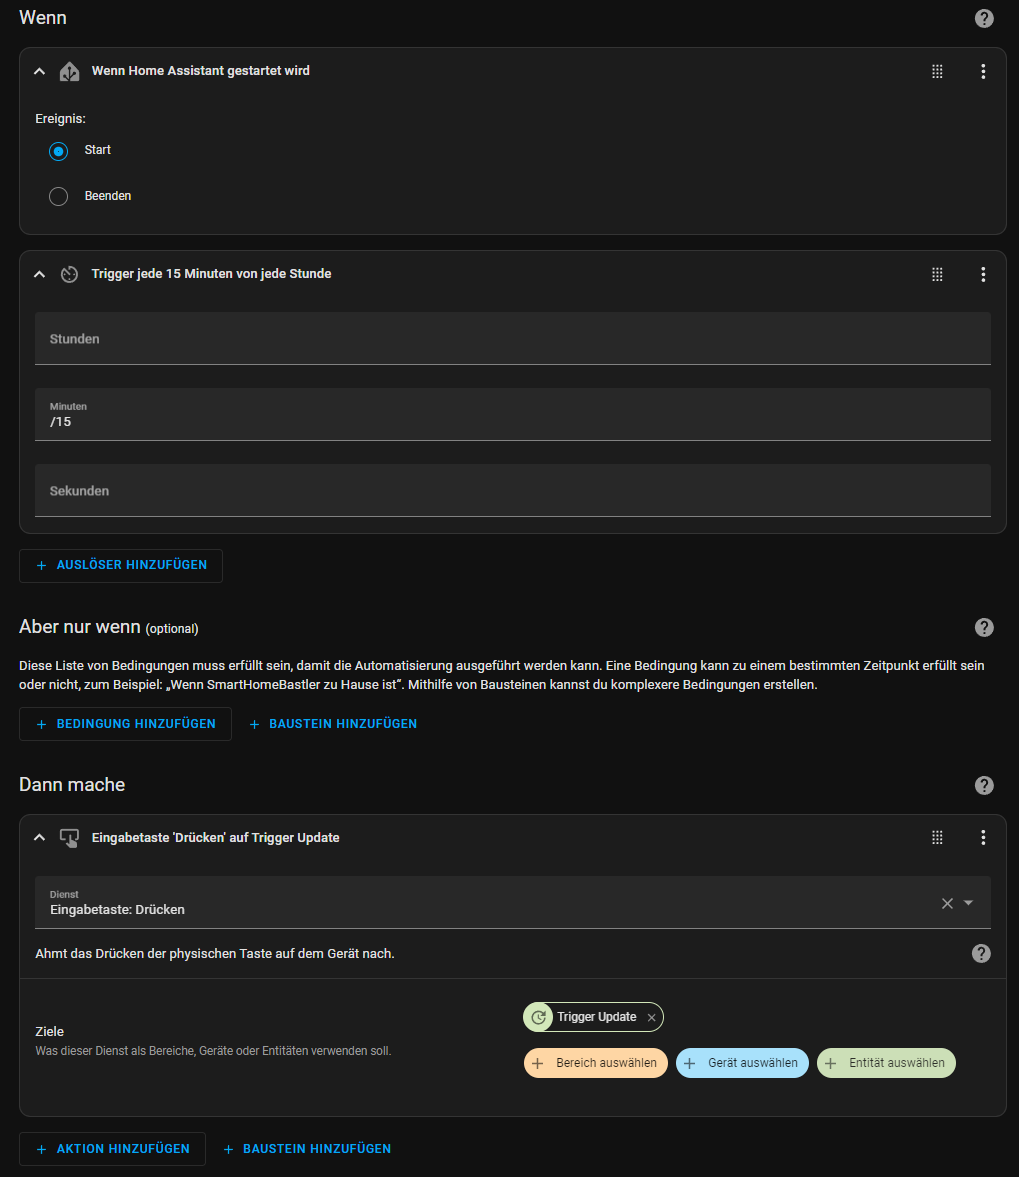 Wenn
Wenn Home Assistant gestartet wird
Ereignis:
Start
Beenden
Trigger jede 15 Minuten von jede Stunde
Stunden
Minuten
/15
Sekunden
+ AUSLÖSER HINZUFÜGEN
Aber nur wenn (optional)
Diese Liste von Bedingungen muss erfüllt sein, damit die Automatisierung ausgeführt werden kann. Eine Bedingung kann zu einem bestimmten Zeitpunkt erfüllt sein
oder nicht, zum Beispiel: „Wenn SmartHomeBastler zu Hause ist“. Mithilfe von Bausteinen kannst du komplexere Bedingungen erstellen.
+ BEDINGUNG HINZUFÜGEN + BAUSTEIN HINZUFÜGEN
Dann mache
Eingabetaste 'Drücken' auf Trigger Update
Dienst
Eingabetaste: Drücken
Ahmt das Drücken der physischen Taste auf dem Gerät nach.
Trigger Update
Ziele
Was dieser Dienst als Bereiche, Geräte oder Entitäten verwenden soll.
+ Bereich auswählen + Gerät auswählen + Entität auswählen
+ AKTION HINZUFÜGEN + BAUSTEIN HINZUFÜGEN